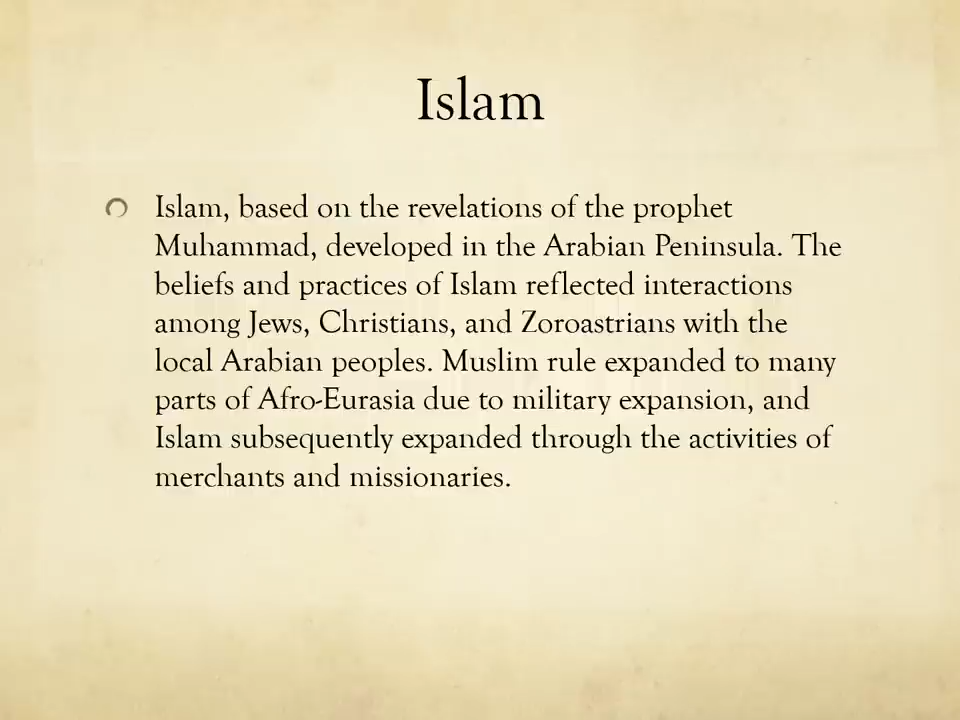 Islam
Islam, based on the revelations of the prophet
Muhammad, developed in the Arabian Peninsula. The
beliefs and practices of Islam reflected interactions
among Jews, Christians, and Zoroastrians with the
local Arabian peoples. Muslim rule expanded to many
parts of Afro-Eurasia due to military expansion, and
Islam subsequently expanded through the activities of
merchants and missionaries.